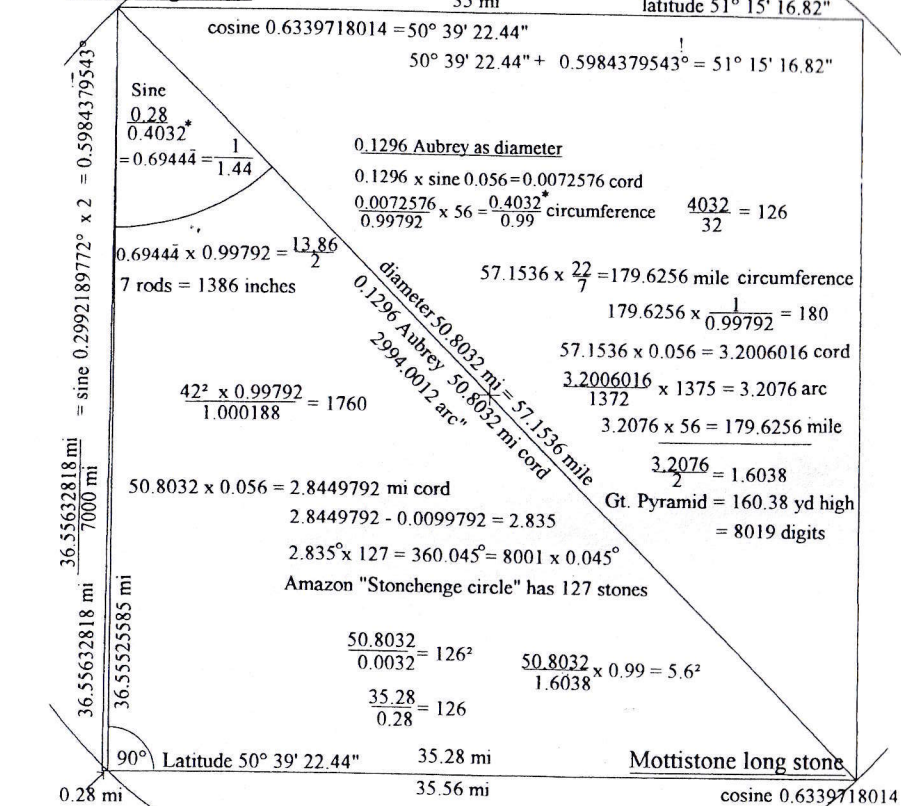 35 mi
latitude 51° 15' 16.82"
cosine 0.6339718014 = 50° 39' 22.44"
!
50° 39' 22.44" + 0.5984379543° = 51° 15' 16.82"
Sine
0.28
0.4032*
= 0.69444̄ = 1
1.44
0.1296 Aubrey as diameter
0.1296 x sine 0.056 = 0.0072576 cord
0.0072576 x 56 = 0.4032* circumference
0.99792 0.99
4032 = 126
32
0.69444̄ x 0.99792 = 13.86
2
7 rods = 1386 inches
57.1536 x 22 = 179.6256 mile circumference
7
179.6256 x 1 = 180
0.99792
57.1536 x 0.056 = 3.2006016 cord
3.2006016 x 1375 = 3.2076 arc
1372
3.2076 x 56 = 179.6256 mile
3.2076 = 1.6038
2
Gt. Pyramid = 160.38 yd high
= 8019 digits
diameter 50.8032 mi = 57.1536 mile
0.1296 Aubrey 50.8032 mi cord
2994.0012 arc"
42² x 0.99792 = 1760
1.000188
50.8032 x 0.056 = 2.8449792 mi cord
2.8449792 - 0.0099792 = 2.835
2.835° x 127 = 360.045° = 8001 x 0.045°
Amazon "Stonehenge circle" has 127 stones
50.8032 = 126²
0.0032
50.8032 x 0.99 = 5.6²
1.6038
35.28 = 126
0.28
36.55632818 mi = sine 0.2992189772° x 2 = 0.5984379543°
7000 mi
!
36.55632818 mi
36.55525585 mi
90° Latitude 50° 39' 22.44"
35.28 mi
Mottistone long stone
0.28 mi
35.56 mi
cosine 0.6339718014